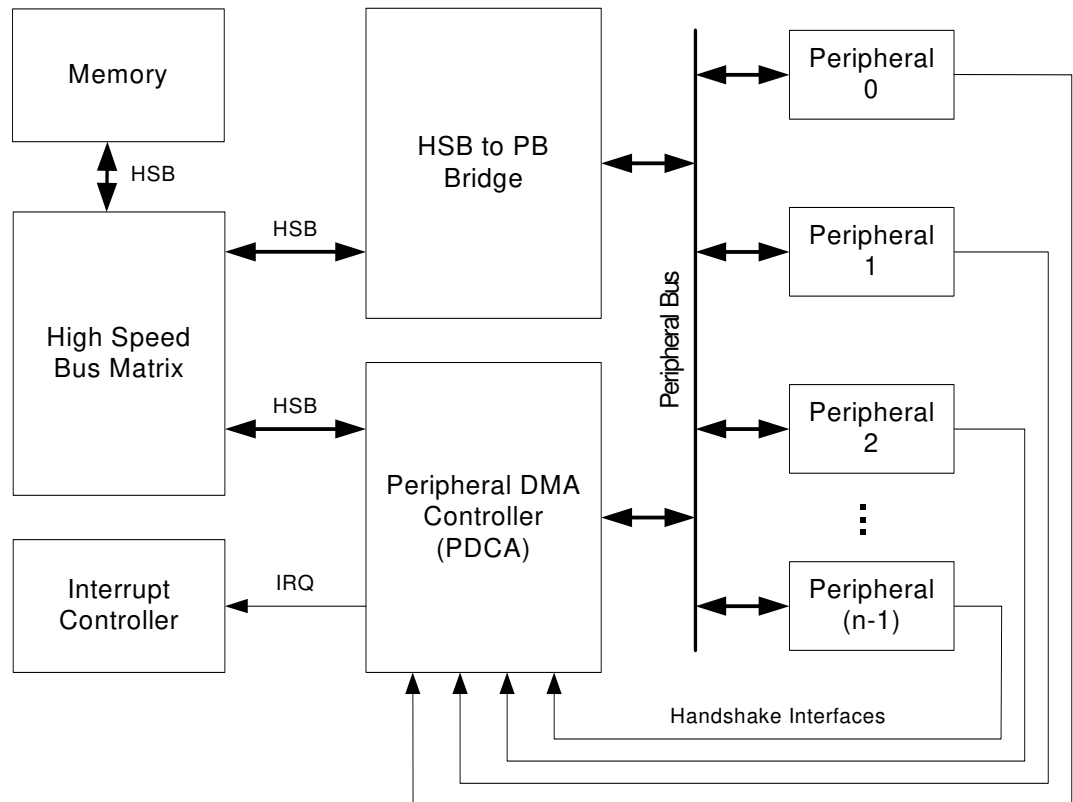 Memory
HSB
High Speed
Bus Matrix
HSB
HSB
Interrupt
Controller
IRQ
HSB to PB
Bridge
Peripheral DMA
Controller
(PDCA)
Peripheral Bus
Peripheral
0
Peripheral
1
Peripheral
2
Peripheral
(n-1)
Handshake Interfaces